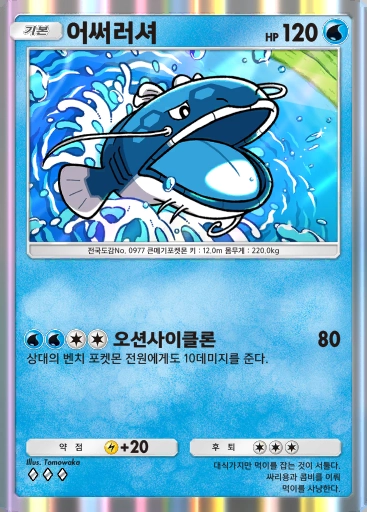 기본 어써러셔 HP 120
전국도감No. 0977 큰메기포켓몬 키 : 12.0m 몸무게 : 220.0kg
오션사이클론 80
상대의 벤치 포켓몬 전원에게도 10데미지를 준다.
약점 +20 후퇴
Illus. Tomowaka
대식가지만 먹이를 잡는 것이 서툴다.
싸리용과 콤비를 이뤄
먹이를 사냥한다.